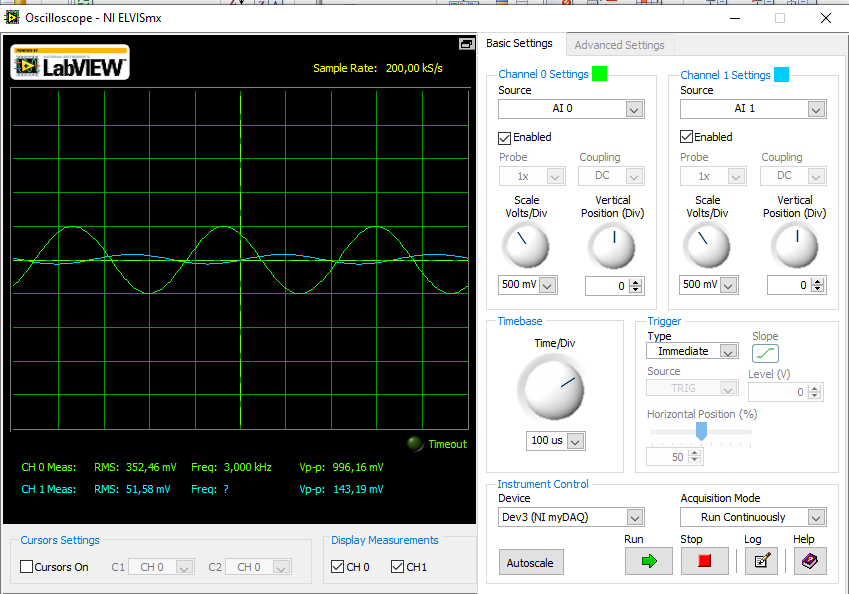 Oscilloscope - NI ELVISmx
POWERED BY
LabVIEW
Sample Rate: 200,00 kS/s
Timeout
CH 0 Meas: RMS: 352,46 mV Freq: 3,000 kHz Vp-p: 996,16 mV
CH 1 Meas: RMS: 51,58 mV Freq: ? Vp-p: 143,19 mV
Cursors Settings
Cursors On C1 CH 0 C2 CH 0
Display Measurements
CH 0 CH1
Basic Settings Advanced Settings
Channel 0 Settings
Source
AI 0
Enabled
Probe Coupling
1x DC
Scale Vertical
Volts/Div Position (Div)
500 mV 0
Channel 1 Settings
Source
AI 1
Enabled
Probe Coupling
1x DC
Scale Vertical
Volts/Div Position (Div)
500 mV 0
Timebase
Time/Div
100 us
Trigger
Type Slope
Immediate
Source Level (V)
TRIG 0
Horizontal Position (%)
50
Instrument Control
Device Acquisition Mode
Dev3 (NI myDAQ) Run Continuously
Run Stop Log Help
Autoscale